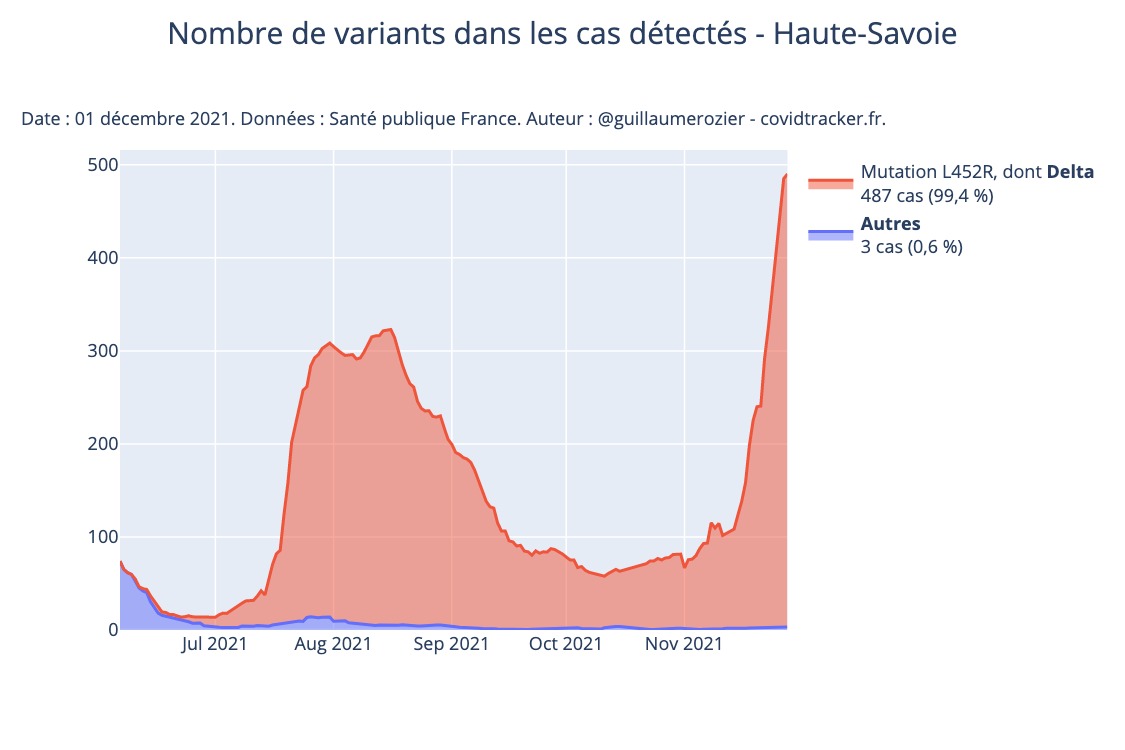 Nombre de variants dans les cas détectés - Haute-Savoie
Date : 01 décembre 2021. Données : Santé publique France. Auteur : @guillaumerozier - covidtracker.fr.
Mutation L452R, dont Delta
487 cas (99,4 %)
Autres
3 cas (0,6 %)
500
400
300
200
100
0
Jul 2021
Aug 2021
Sep 2021
Oct 2021
Nov 2021